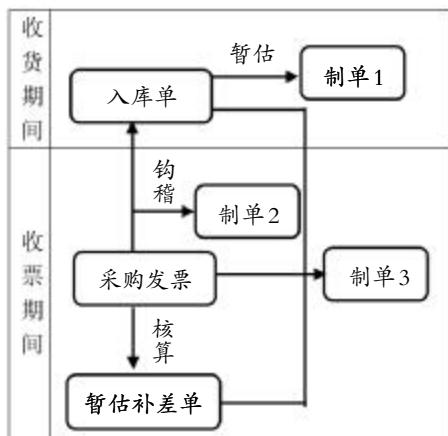 收货期间
暂估
入库单
制单1
收票期间
钩稽
制单2
采购发票
制单3
核算
暂估补差单